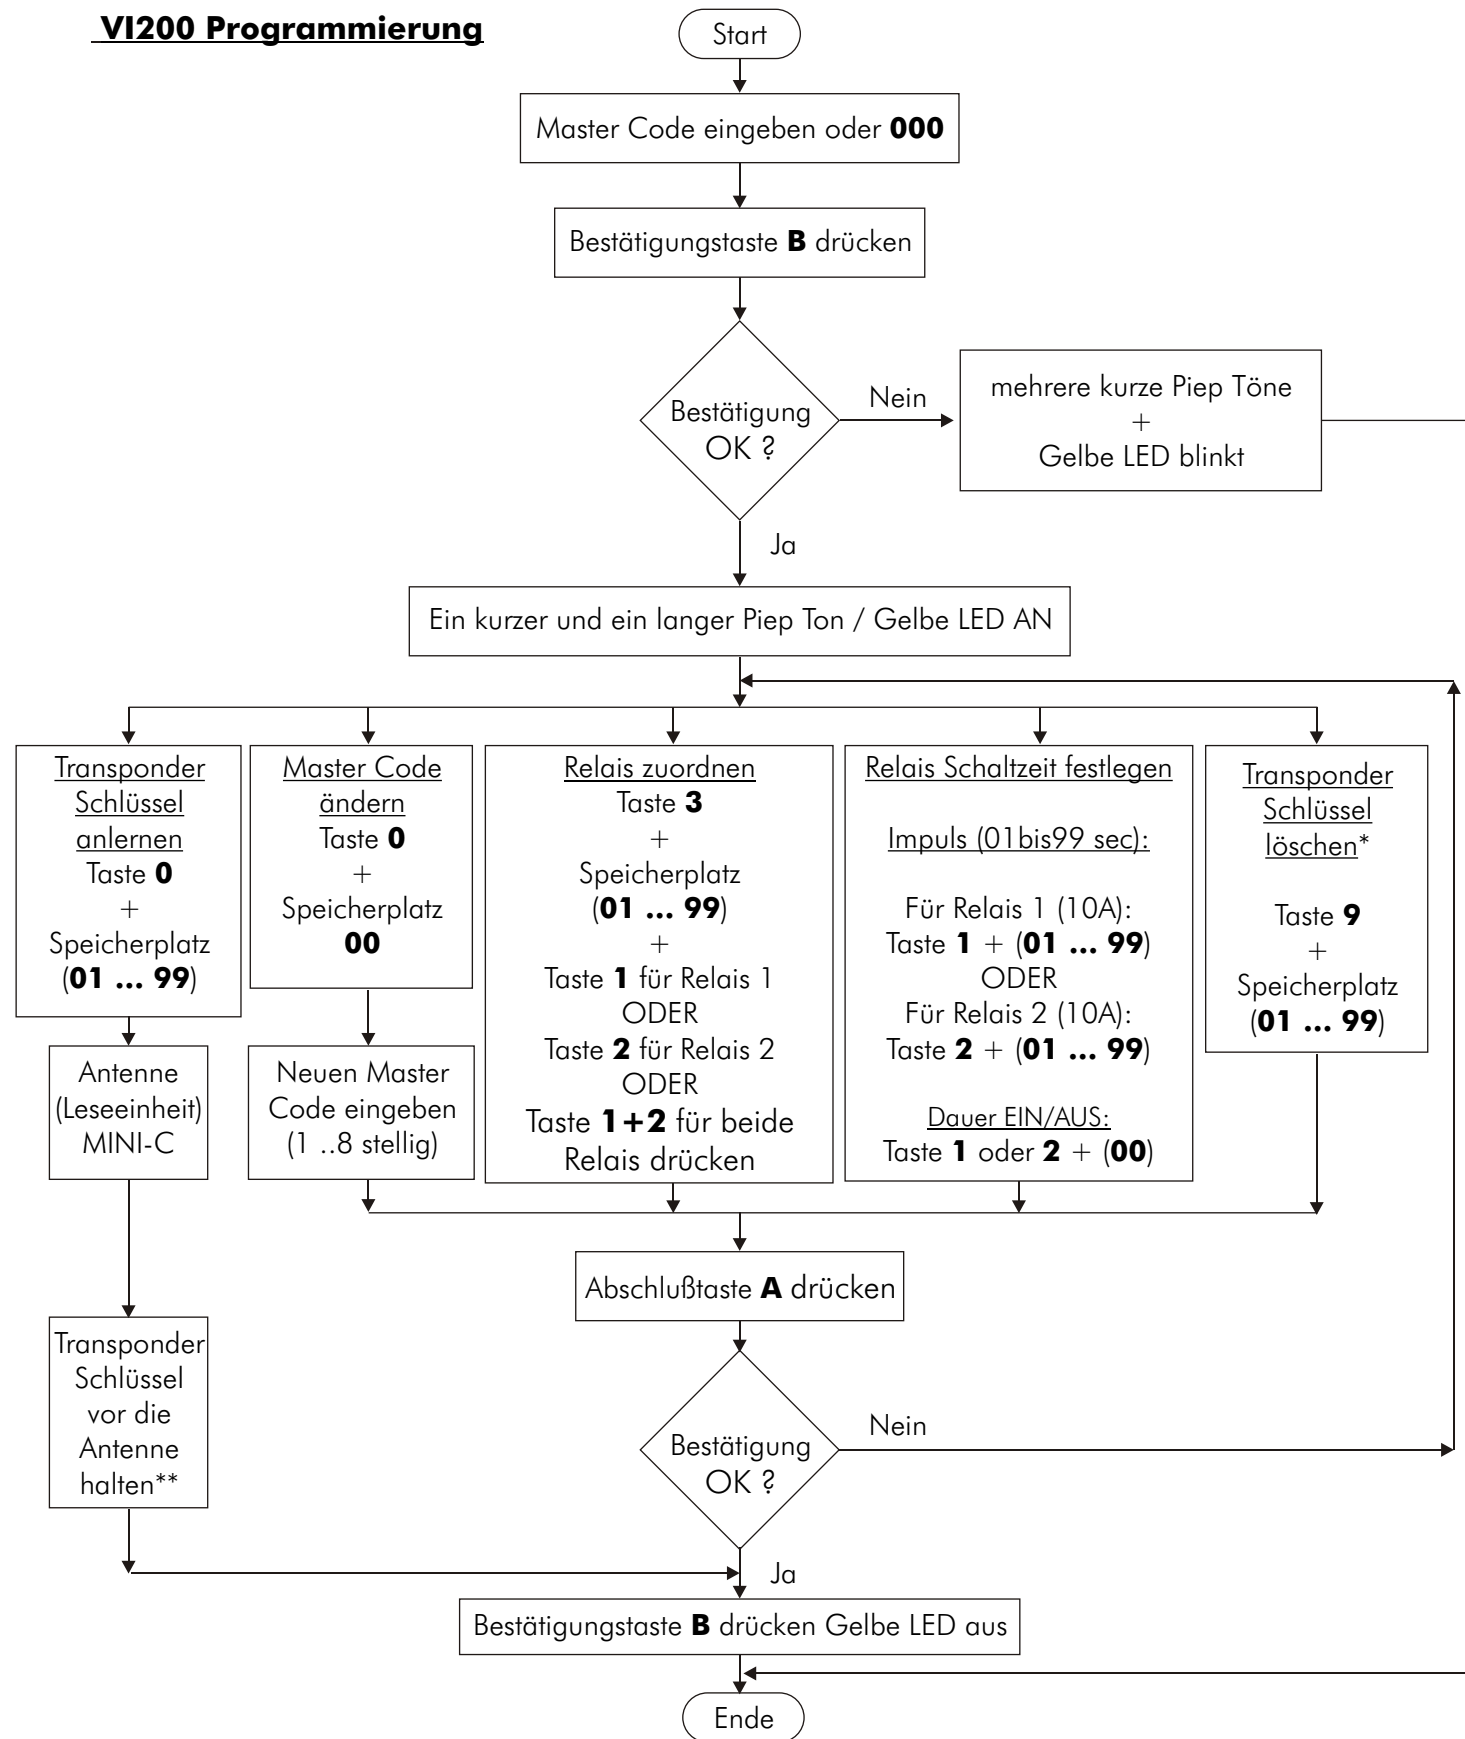 VI200 Programmierung
Start
Master Code eingeben oder 000
Bestätigungstaste B drücken
Bestätigung
OK ?
Nein
mehrere kurze Piep Töne
+
Gelbe LED blinkt
Ja
Ein kurzer und ein langer Piep Ton / Gelbe LED AN
Transponder
Schlüssel
anlernen
Taste 0
+
Speicherplatz
(01 ... 99)
Antenne
(Leseeinheit)
MINI-C
Transponder
Schlüssel
vor die
Antenne
halten**
Master Code
ändern
Taste 0
+
Speicherplatz
00
Neuen Master
Code eingeben
(1 ..8 stellig)
Relais zuordnen
Taste 3
+
Speicherplatz
(01 ... 99)
+
Taste 1 für Relais 1
ODER
Taste 2 für Relais 2
ODER
Taste 1+2 für beide
Relais drücken
Relais Schaltzeit festlegen
Impuls (01bis99 sec):
Für Relais 1 (10A):
Taste 1 + (01 ... 99)
ODER
Für Relais 2 (10A):
Taste 2 + (01 ... 99)
Dauer EIN/AUS:
Taste 1 oder 2 + (00)
Transponder
Schlüssel
löschen*
Taste 9
+
Speicherplatz
(01 ... 99)
Abschlußtaste A drücken
Bestätigung
OK ?
Nein
Ja
Bestätigungstaste B drücken Gelbe LED aus
Ende